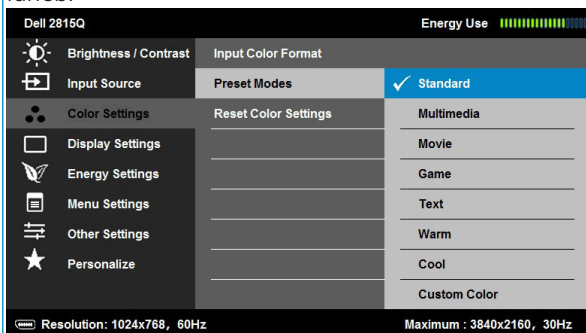 Dell 2815Q Energy Use
Brightness / Contrast Input Color Format
Input Source Preset Modes Standard
Color Settings Reset Color Settings Multimedia
Display Settings Movie
Energy Settings Game
Menu Settings Text
Other Settings Warm
Personalize Cool
Custom Color
Resolution: 1024x768, 60Hz Maximum : 3840x2160, 30Hz